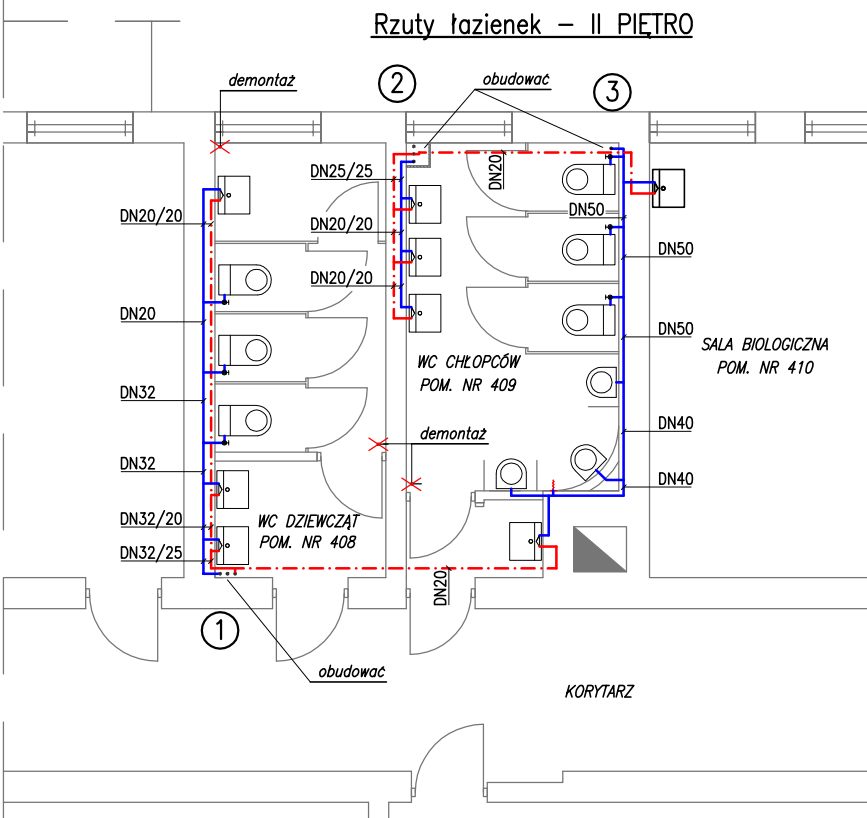 Rzuty łazienek – II PIĘTRO
demontaż
2
obudować
3
DN25/25
DN20
DN20/20
DN50
DN20/20
DN50
DN20/20
DN20
DN50
SALA BIOLOGICZNA
POM. NR 410
WC CHŁOPCÓW
POM. NR 409
DN32
DN40
demontaż
DN32
DN40
DN32/20
WC DZIEWCZĄT
POM. NR 408
DN32/25
DN20
1
obudować
KORYTARZ